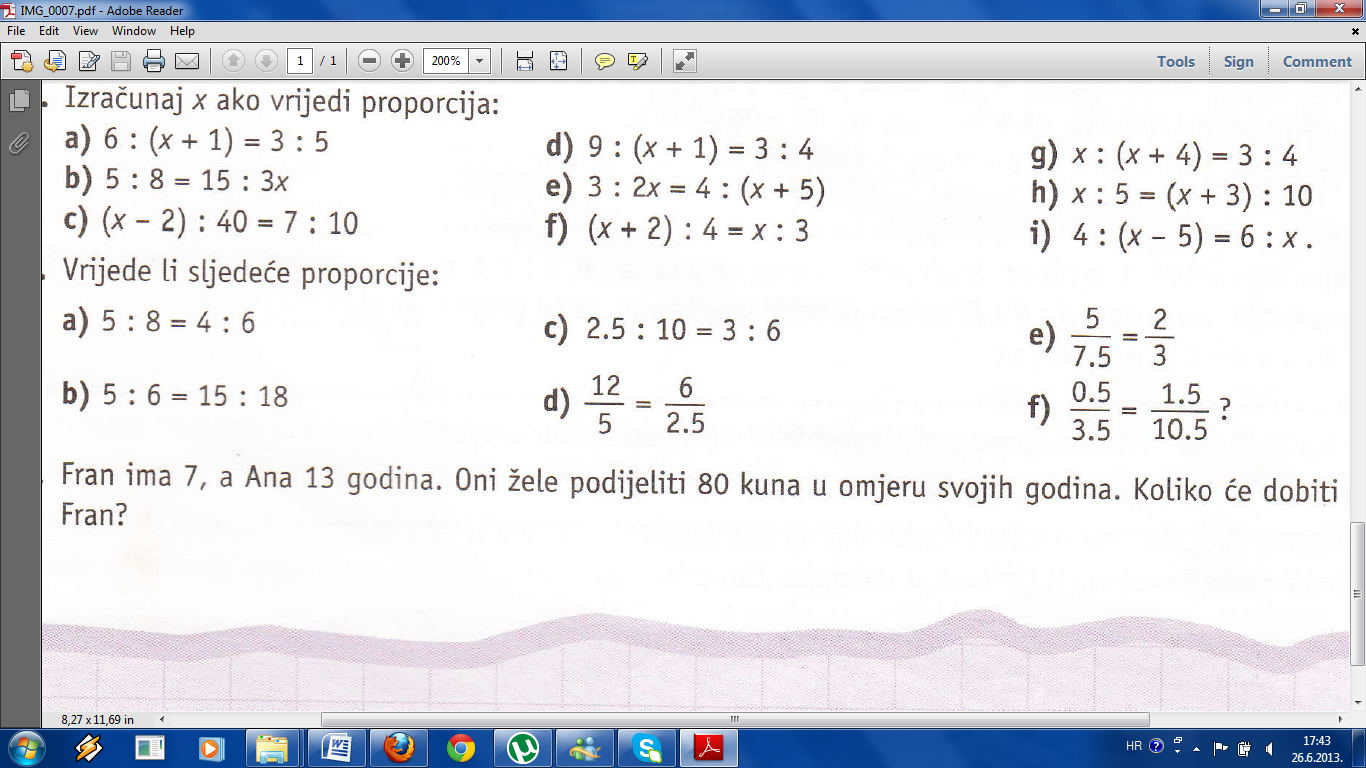 IMG_0007.pdf - Adobe Reader
File Edit View Window Help
1 / 1 200% Tools Sign Comment
. Izračunaj x ako vrijedi proporcija:
a) 6 : (x + 1) = 3 : 5
b) 5 : 8 = 15 : 3x
c) (x – 2) : 40 = 7 : 10
d) 9 : (x + 1) = 3 : 4
e) 3 : 2x = 4 : (x + 5)
f) (x + 2) : 4 = x : 3
g) x : (x + 4) = 3 : 4
h) x : 5 = (x + 3) : 10
i) 4 : (x – 5) = 6 : x .
. Vrijede li sljedeće proporcije:
a) 5 : 8 = 4 : 6
b) 5 : 6 = 15 : 18
c) 2.5 : 10 = 3 : 6
d) 12/5 = 6/2.5
e) 5/7.5 = 2/3
f) 0.5/3.5 = 1.5/10.5 ?
. Fran ima 7, a Ana 13 godina. Oni žele podijeliti 80 kuna u omjeru svojih godina. Koliko će dobiti
Fran?
8,27 x 11,69 in
HR 17:43
26.6.2013.